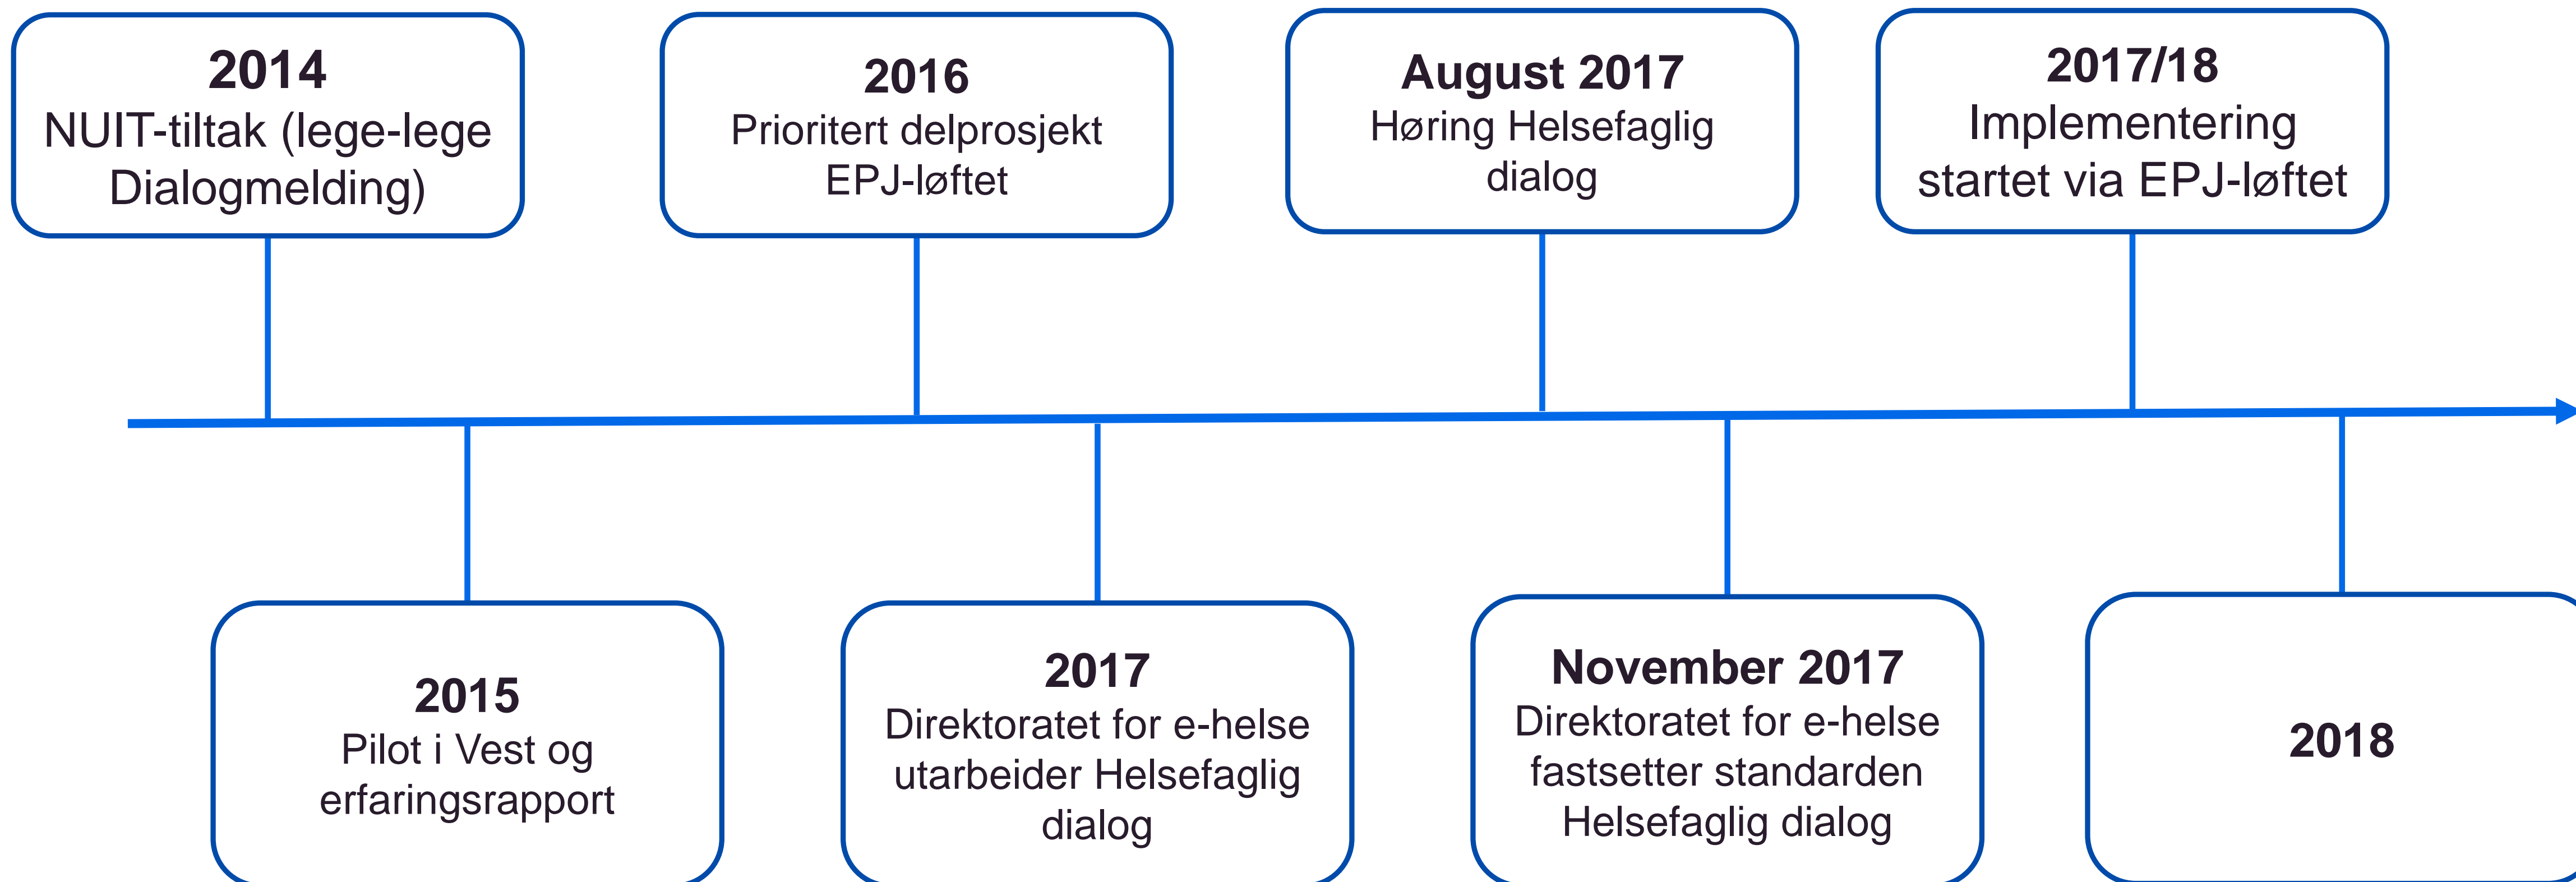 2014
NUIT-tiltak (lege-lege
Dialogmelding)
2016
Prioritert delprosjekt
EPJ-løftet
August 2017
Høring Helsefaglig
dialog
2017/18
Implementering
startet via EPJ-løftet
2015
Pilot i Vest og
erfaringsrapport
2017
Direktoratet for e-helse
utarbeider Helsefaglig
dialog
November 2017
Direktoratet for e-helse
fastsetter standarden
Helsefaglig dialog
2018